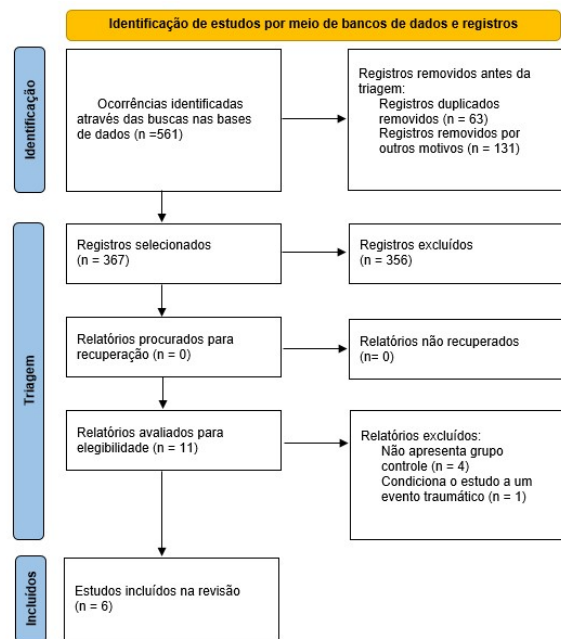 Identificação de estudos por meio de bancos de dados e registros
Identificação
Ocorrências identificadas
através das buscas nas bases
de dados (n =561)
Registros removidos antes da
triagem:
Registros duplicados
removidos (n = 63)
Registros removidos por
outros motivos (n = 131)
Triagem
Registros selecionados
(n = 367)
Registros excluídos
(n = 356)
Relatórios procurados para
recuperação (n = 0)
Relatórios não recuperados
(n= 0)
Relatórios avaliados para
elegibilidade (n = 11)
Relatórios excluídos:
Não apresenta grupo
controle (n = 4)
Condiciona o estudo a um
evento traumático (n = 1)
Incluídos
Estudos incluídos na revisão
(n = 6)